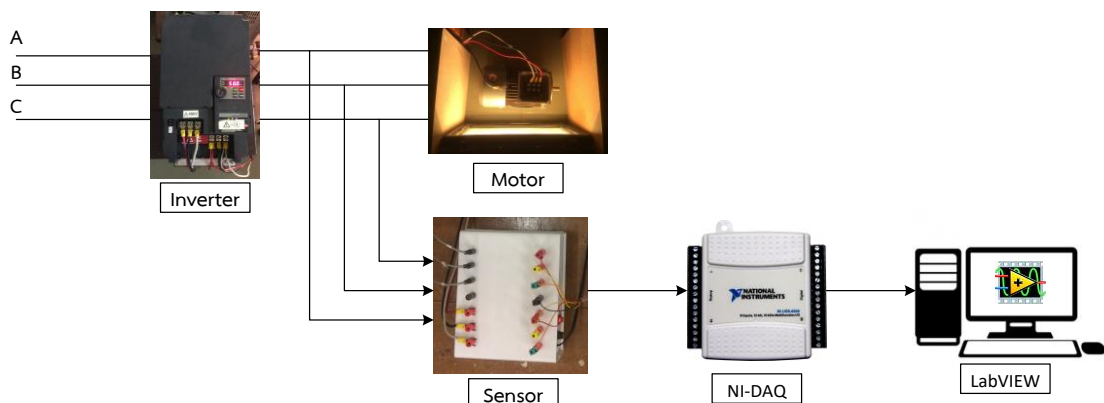 A
B
C
Inverter
Motor
Sensor
NATIONAL
INSTRUMENTS
NI-DAQ
LabVIEW